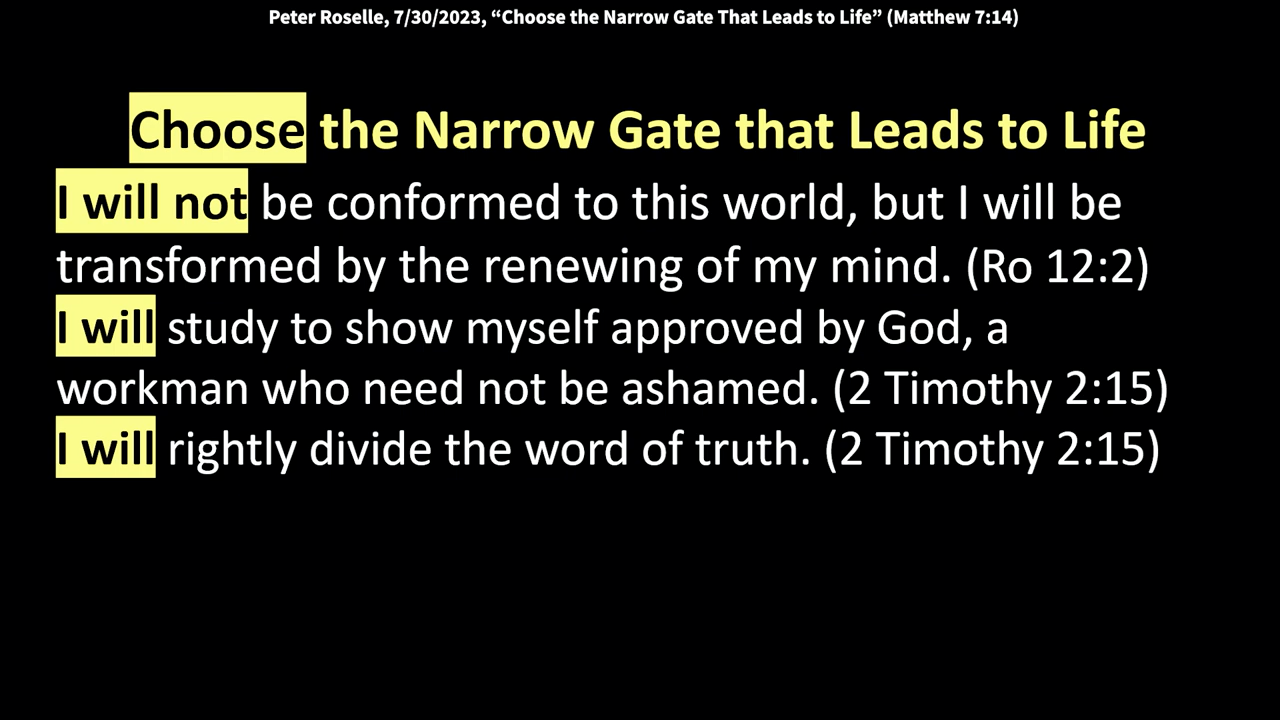 Peter Roselle, 7/30/2023, “Choose the Narrow Gate That Leads to Life” (Matthew 7:14)
Choose the Narrow Gate that Leads to Life
I will not be conformed to this world, but I will be
transformed by the renewing of my mind. (Ro 12:2)
I will study to show myself approved by God, a
workman who need not be ashamed. (2 Timothy 2:15)
I will rightly divide the word of truth. (2 Timothy 2:15)